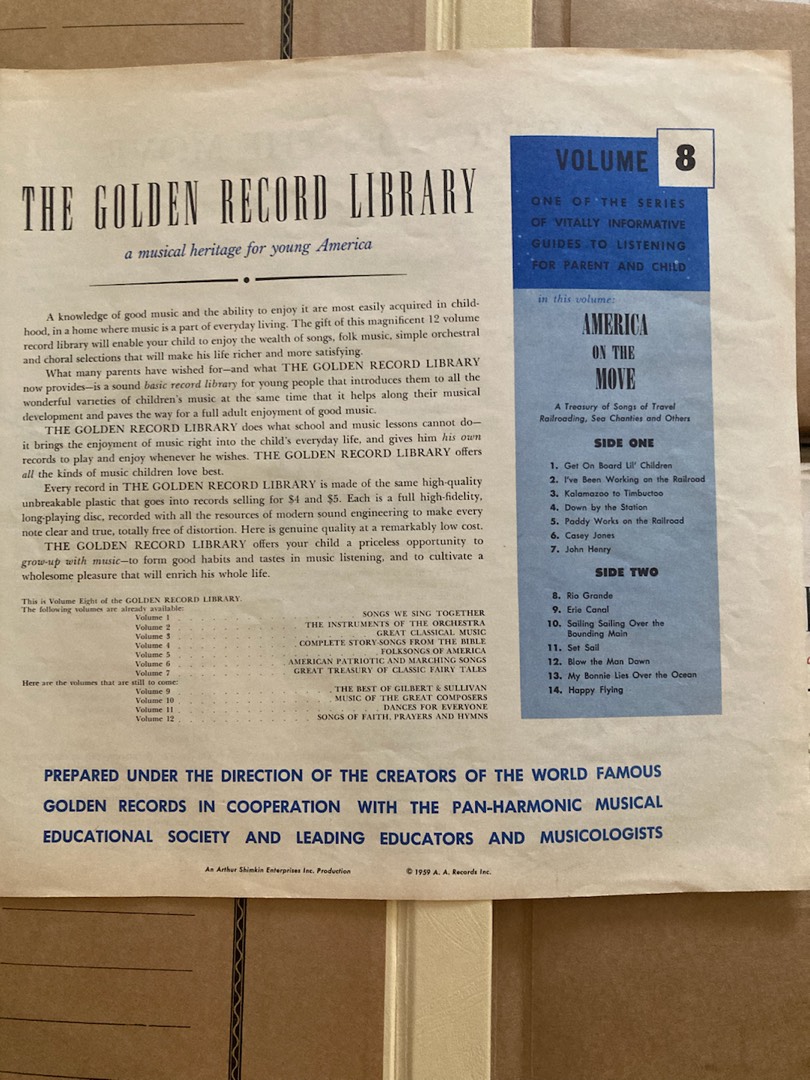 THE GOLDEN RECORD LIBRARY
a musical heritage for young America
A knowledge of good music and the ability to enjoy it are most easily acquired in child-
hood, in a home where music is a part of everyday living. The gift of this magnificent 12 volume
record library will enable your child to enjoy the wealth of songs, folk music, simple orchestral
and choral selections that will make his life richer and more satisfying.
What many parents have wished for—and what THE GOLDEN RECORD LIBRARY
now provides—is a sound basic record library for young people that introduces them to all the
wonderful varieties of children's music at the same time that it helps along their musical
development and paves the way for a full adult enjoyment of good music.
THE GOLDEN RECORD LIBRARY does what school and music lessons cannot do—
it brings the enjoyment of music right into the child's everyday life, and gives him his own
records to play and enjoy whenever he wishes. THE GOLDEN RECORD LIBRARY offers
all the kinds of music children love best.
Every record in THE GOLDEN RECORD LIBRARY is made of the same high-quality
unbreakable plastic that goes into records selling for $4 and $5. Each is a full high-fidelity,
long-playing disc, recorded with all the resources of modern sound engineering to make every
note clear and true, totally free of distortion. Here is genuine quality at a remarkably low cost.
THE GOLDEN RECORD LIBRARY offers your child a priceless opportunity to
grow-up with music—to form good habits and tastes in music listening, and to cultivate a
wholesome pleasure that will enrich his whole life.
This is Volume Eight of the GOLDEN RECORD LIBRARY.
The following volumes are already available:
Volume 1 SONGS WE SING TOGETHER
Volume 2 THE INSTRUMENTS OF THE ORCHESTRA
Volume 3 GREAT CLASSICAL MUSIC
Volume 4 COMPLETE STORY-SONGS FROM THE BIBLE
Volume 5 FOLKSONGS OF AMERICA
Volume 6 AMERICAN PATRIOTIC AND MARCHING SONGS
Volume 7 GREAT TREASURY OF CLASSIC FAIRY TALES
Here are the volumes that are still to come:
Volume 9 THE BEST OF GILBERT & SULLIVAN
Volume 10 MUSIC OF THE GREAT COMPOSERS
Volume 11 DANCES FOR EVERYONE
Volume 12 SONGS OF FAITH, PRAYERS AND HYMNS
VOLUME 8
ONE OF THE SERIES
OF VITALLY INFORMATIVE
GUIDES TO LISTENING
FOR PARENT AND CHILD
in this volume:
AMERICA
ON THE
MOVE
A Treasury of Songs of Travel
Railroading, Sea Chanties and Others
SIDE ONE
1. Get On Board Lil' Children
2. I've Been Working on the Railroad
3. Kalamazoo to Timbuctoo
4. Down by the Station
5. Paddy Works on the Railroad
6. Casey Jones
7. John Henry
SIDE TWO
8. Rio Grande
9. Erie Canal
10. Sailing Sailing Over the
Bounding Main
11. Set Sail
12. Blow the Man Down
13. My Bonnie Lies Over the Ocean
14. Happy Flying
PREPARED UNDER THE DIRECTION OF THE CREATORS OF THE WORLD FAMOUS
GOLDEN RECORDS IN COOPERATION WITH THE PAN-HARMONIC MUSICAL
EDUCATIONAL SOCIETY AND LEADING EDUCATORS AND MUSICOLOGISTS
An Arthur Shimkin Enterprises Inc. Production © 1959 A. A. Records Inc.